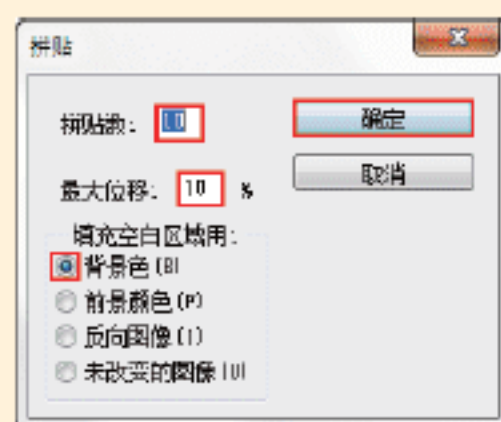 拼贴
拼贴数: 10 确定
最大位移: 10 % 取消
填充空白区域用:
背景色(B)
前景颜色(F)
反向图像(I)
未改变的图像(U)